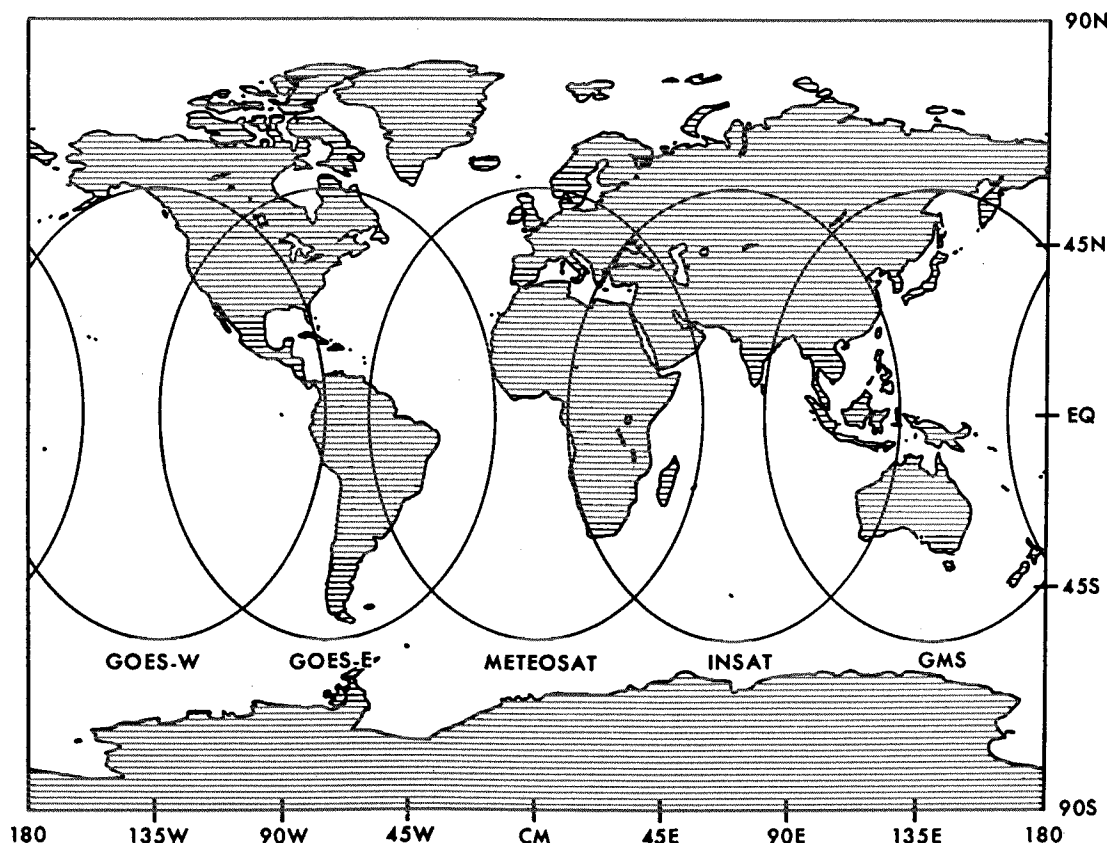 90N
45N
EQ
45S
GOES-W GOES-E METEOSAT INSAT GMS
90S
180 135W 90W 45W CM 45E 90E 135E 180